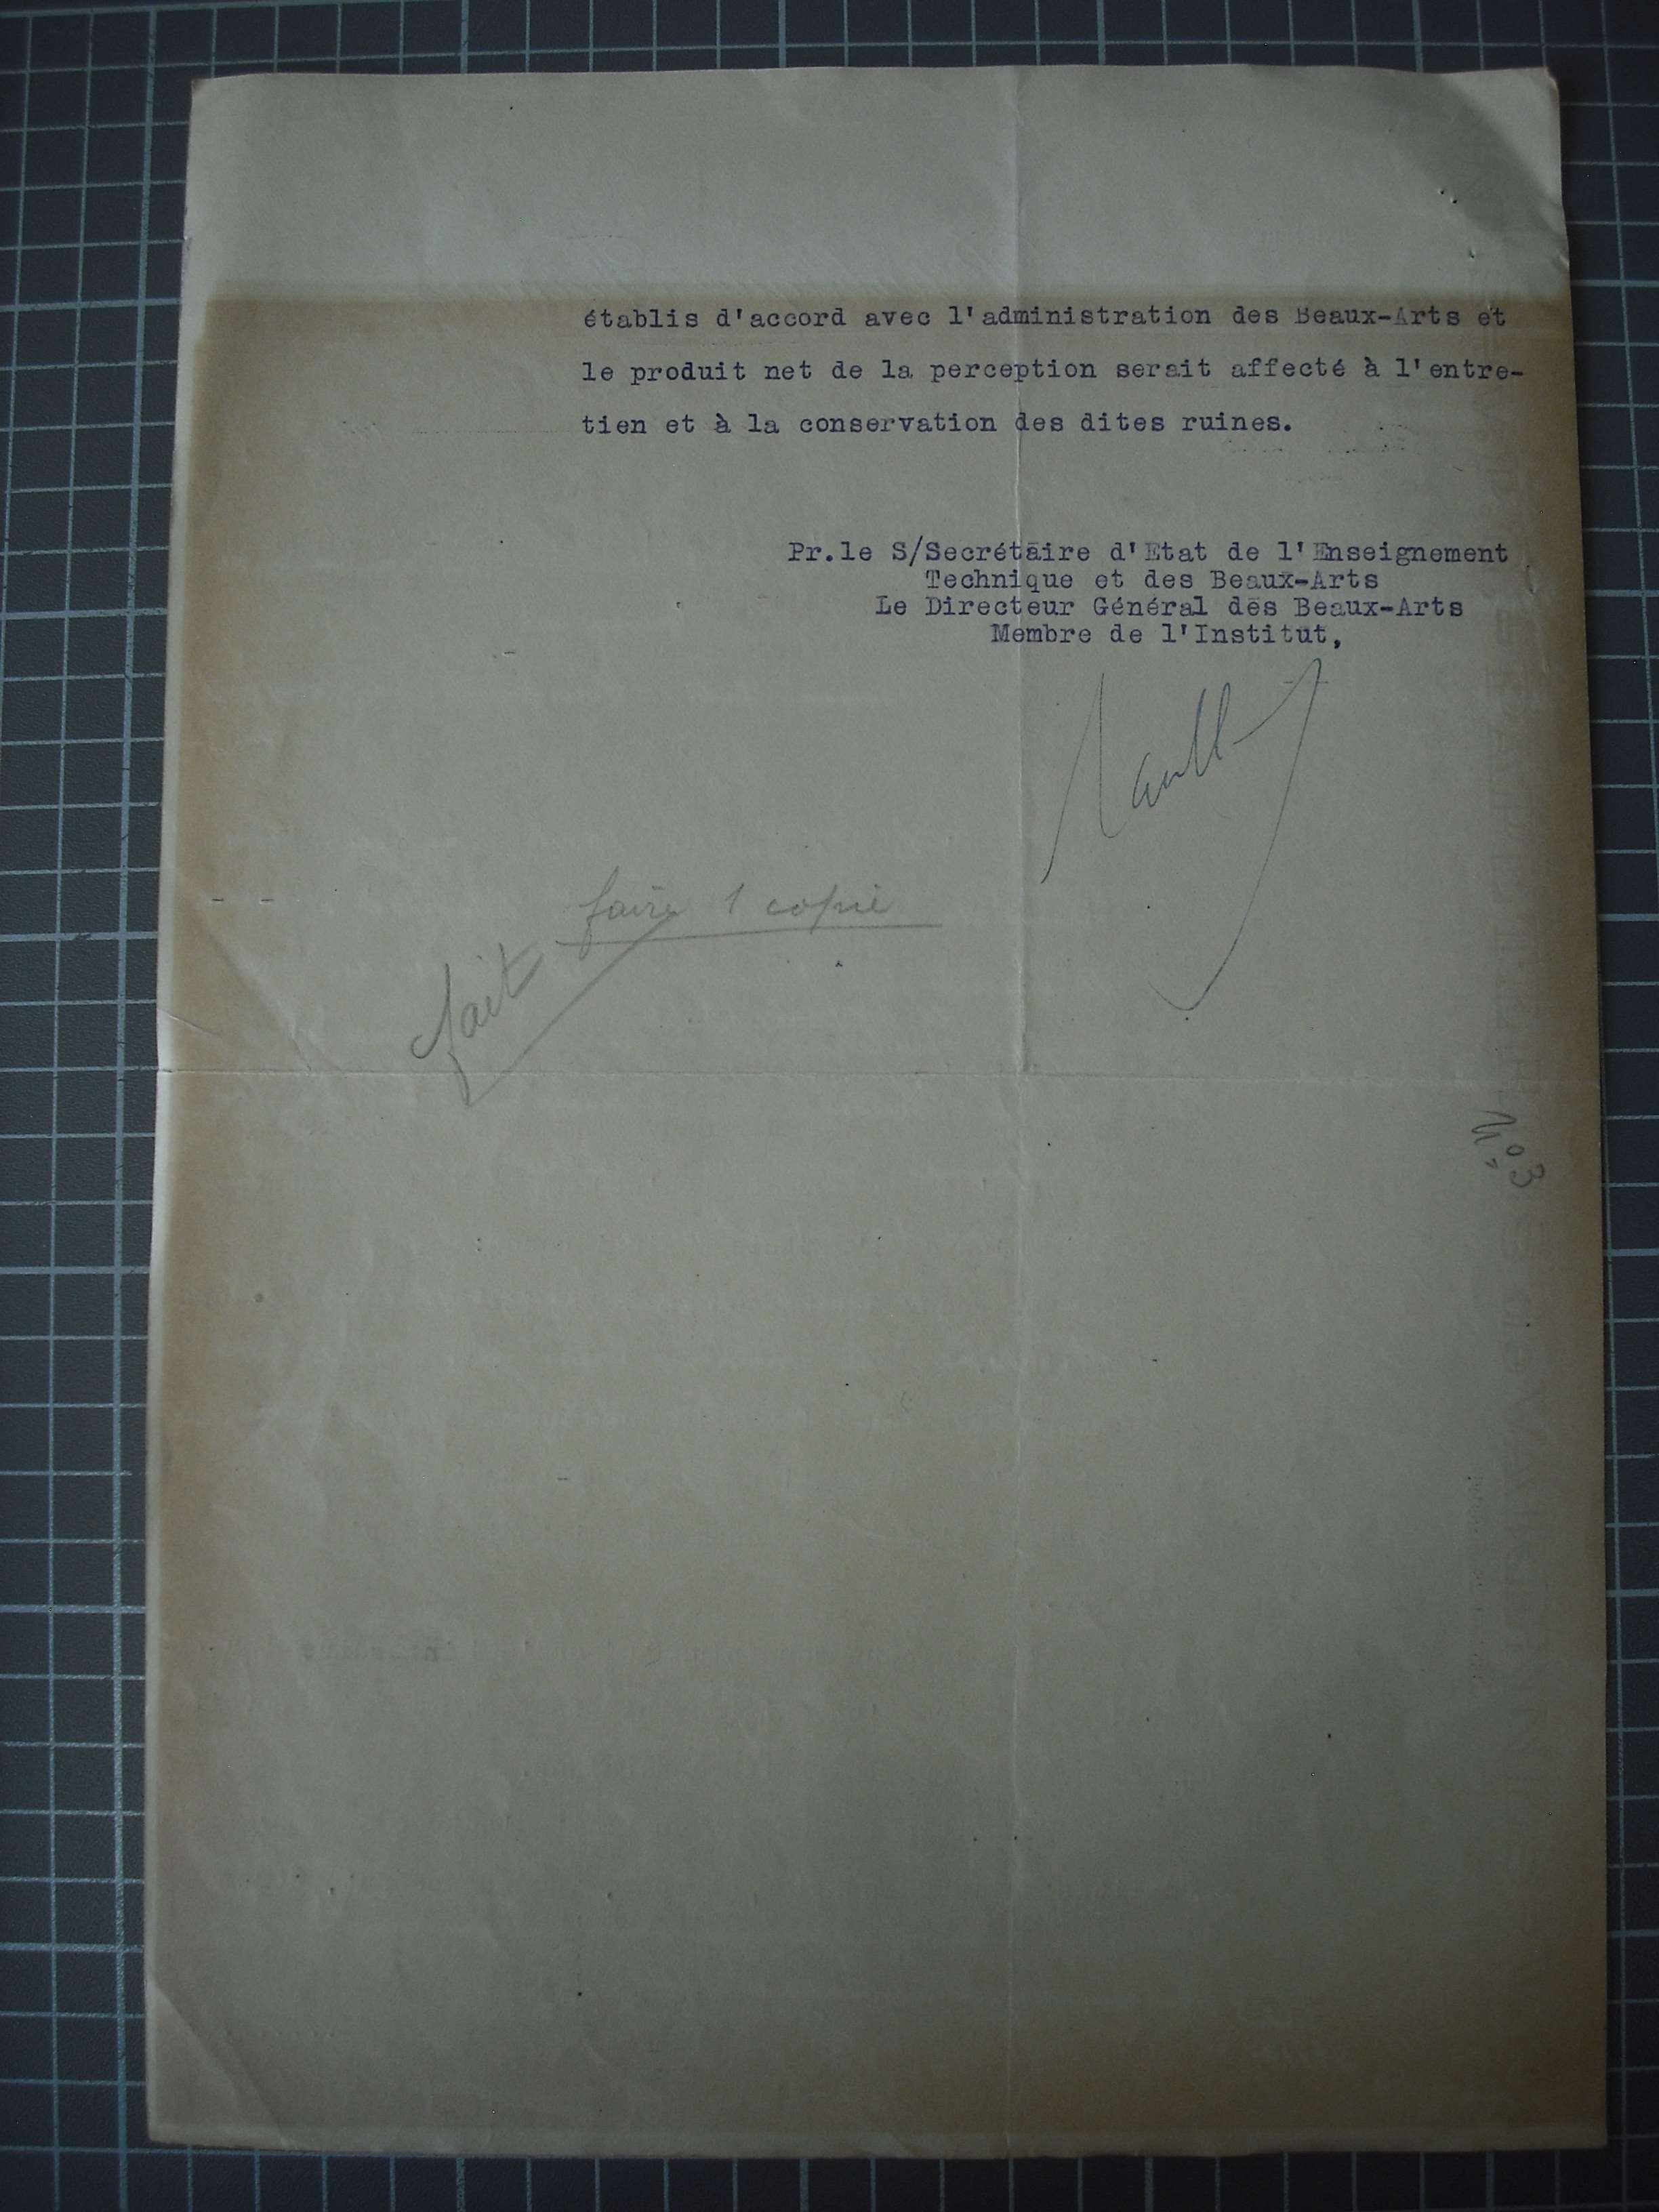 établis d'accord avec l'administration des Beaux-Arts et
le produit net de la perception serait affecté à l'entre-
tien et à la conservation des dites ruines.
Pr.le S/Secrétaire d'Etat de l'Enseignement
Technique et des Beaux-Arts
Le Directeur Général des Beaux-Arts
Membre de l'Institut,
faire 1 copie
fait
N°3